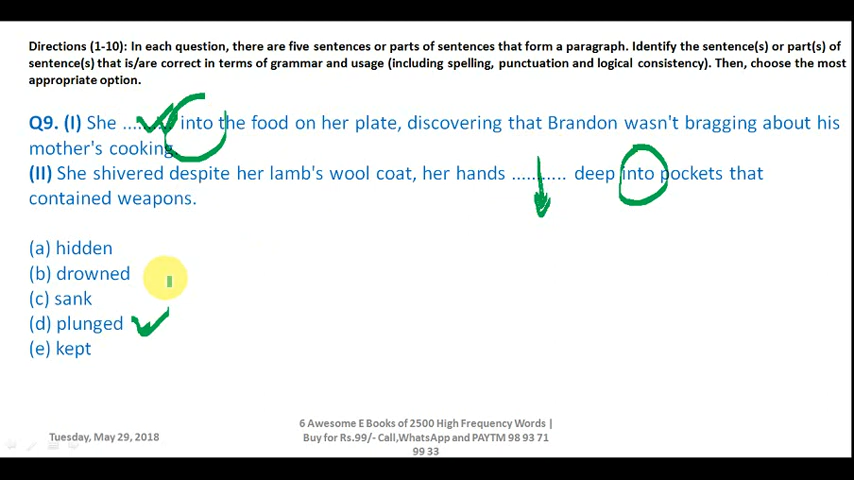 Directions (1-10): In each question, there are five sentences or parts of sentences that form a paragraph. Identify the sentence(s) or part(s) of
sentence(s) that is/are correct in terms of grammar and usage (including spelling, punctuation and logical consistency). Then, choose the most
appropriate option.
Q9. (I) She ........... into the food on her plate, discovering that Brandon wasn't bragging about his
mother's cooking.
(II) She shivered despite her lamb's wool coat, her hands ........... deep into pockets that
contained weapons.
(a) hidden
(b) drowned
(c) sank
(d) plunged
(e) kept
Tuesday, May 29, 2018
6 Awesome E Books of 2500 High Frequency Words |
Buy for Rs.99/- Call,WhatsApp and PAYTM 98 93 71
99 33